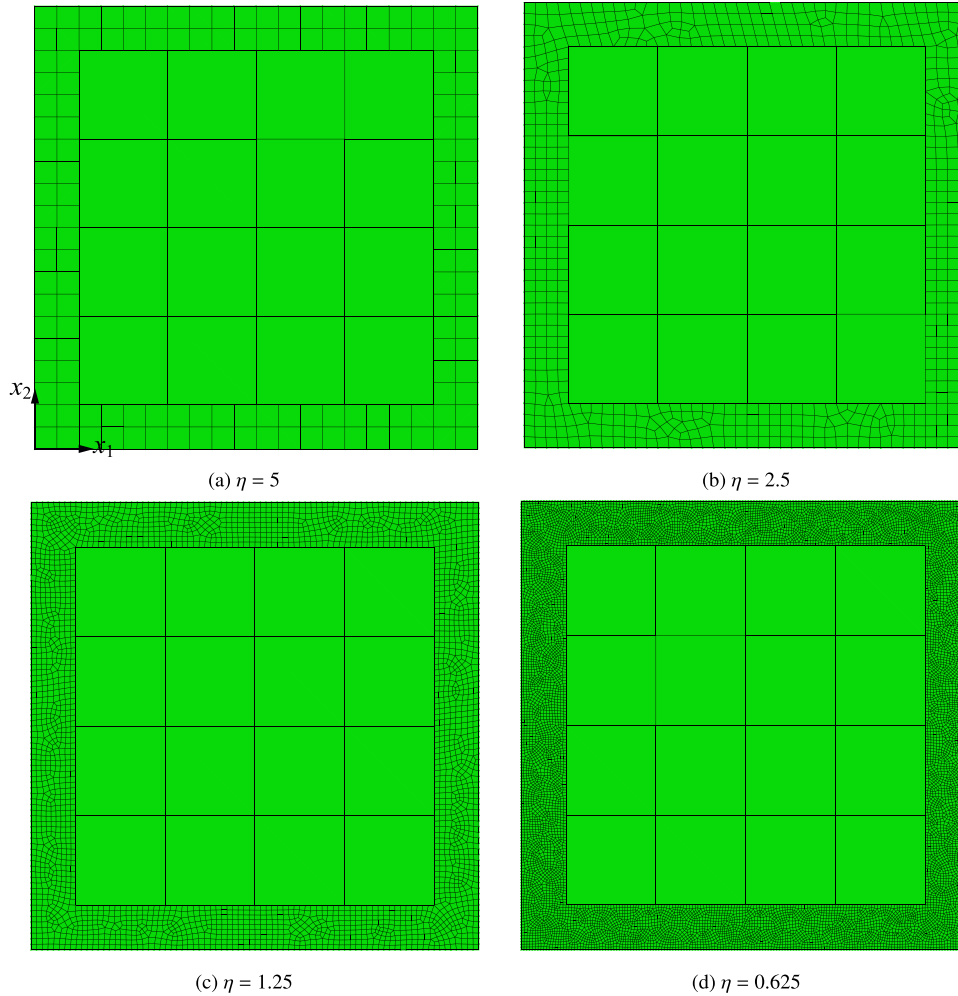 x₂
x₁
(a) η = 5
(b) η = 2.5
(c) η = 1.25
(d) η = 0.625